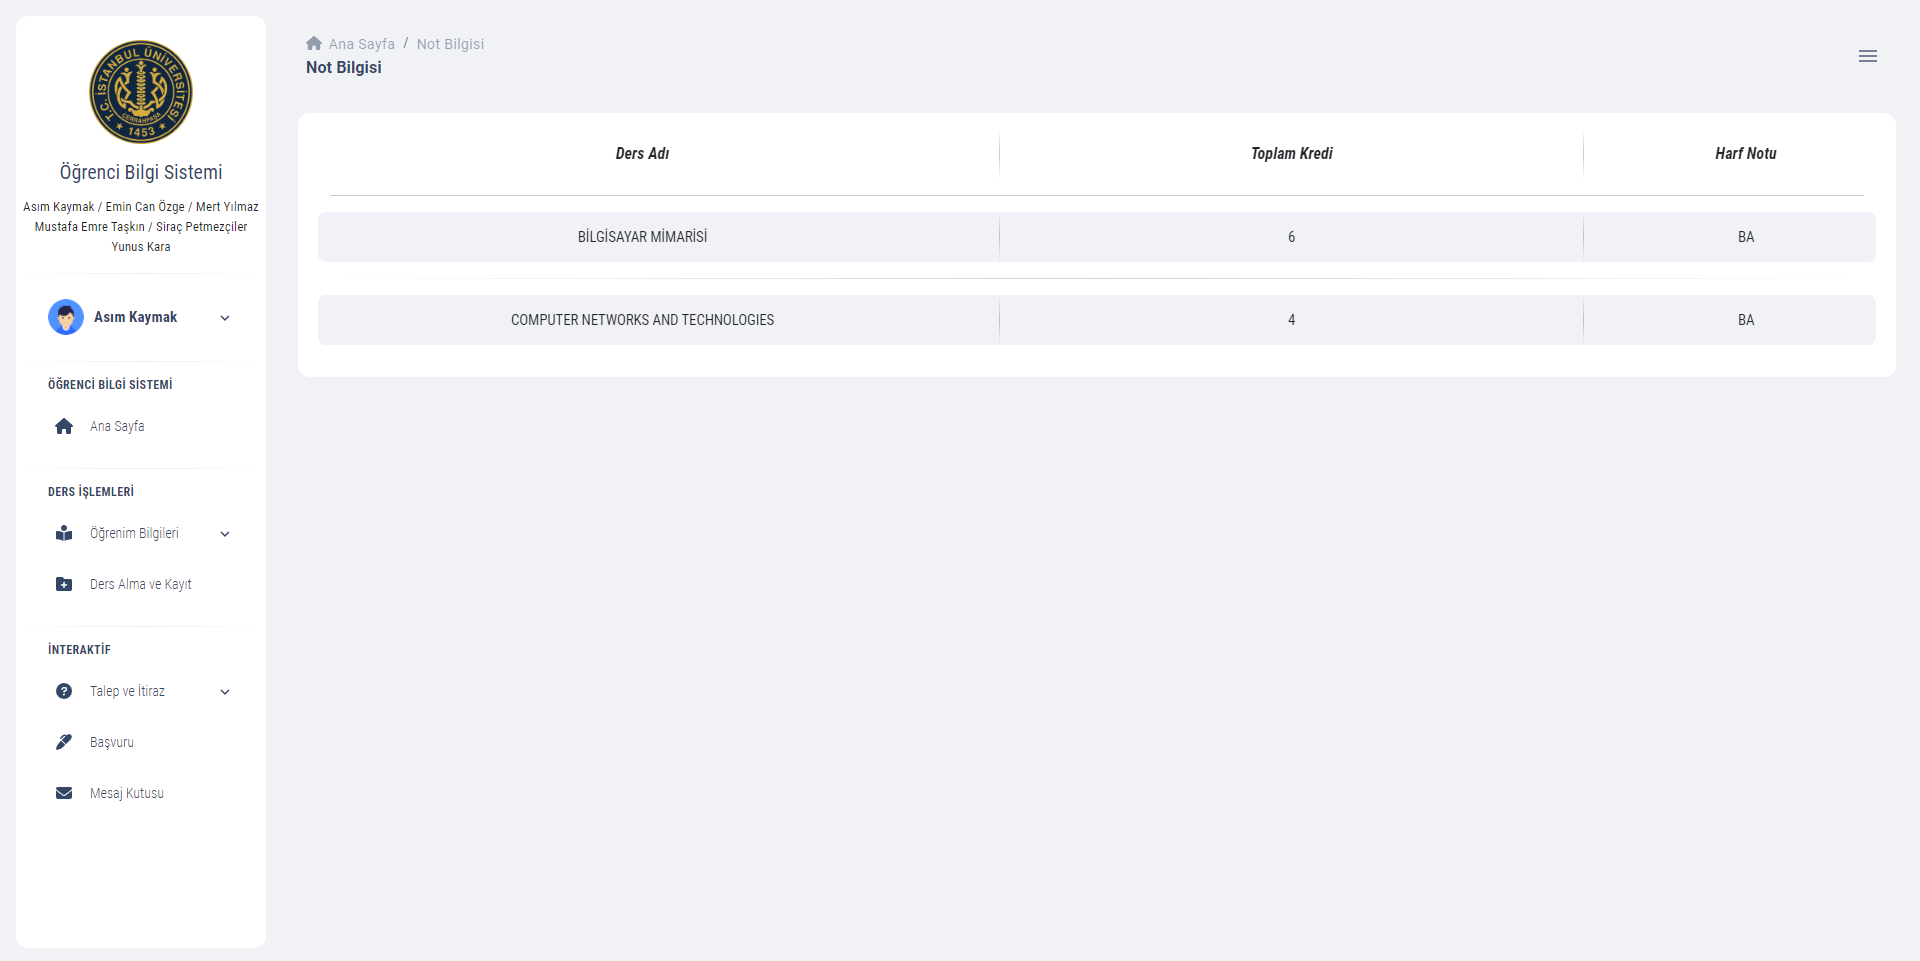 T.C. İSTANBUL ÜNİVERSİTESİ
CERRAHPAŞA
1453
Öğrenci Bilgi Sistemi
Asım Kaymak / Emin Can Özge / Mert Yılmaz
Mustafa Emre Taşkın / Siraç Petmezçiler
Yunus Kara
Asım Kaymak
ÖĞRENCİ BİLGİ SİSTEMİ
Ana Sayfa
DERS İŞLEMLERİ
Öğrenim Bilgileri
Ders Alma ve Kayıt
İNTERAKTİF
Talep ve İtiraz
Başvuru
Mesaj Kutusu
Ana Sayfa / Not Bilgisi
Not Bilgisi
Ders Adı Toplam Kredi Harf Notu
BİLGİSAYAR MİMARİSİ 6 BA
COMPUTER NETWORKS AND TECHNOLOGIES 4 BA